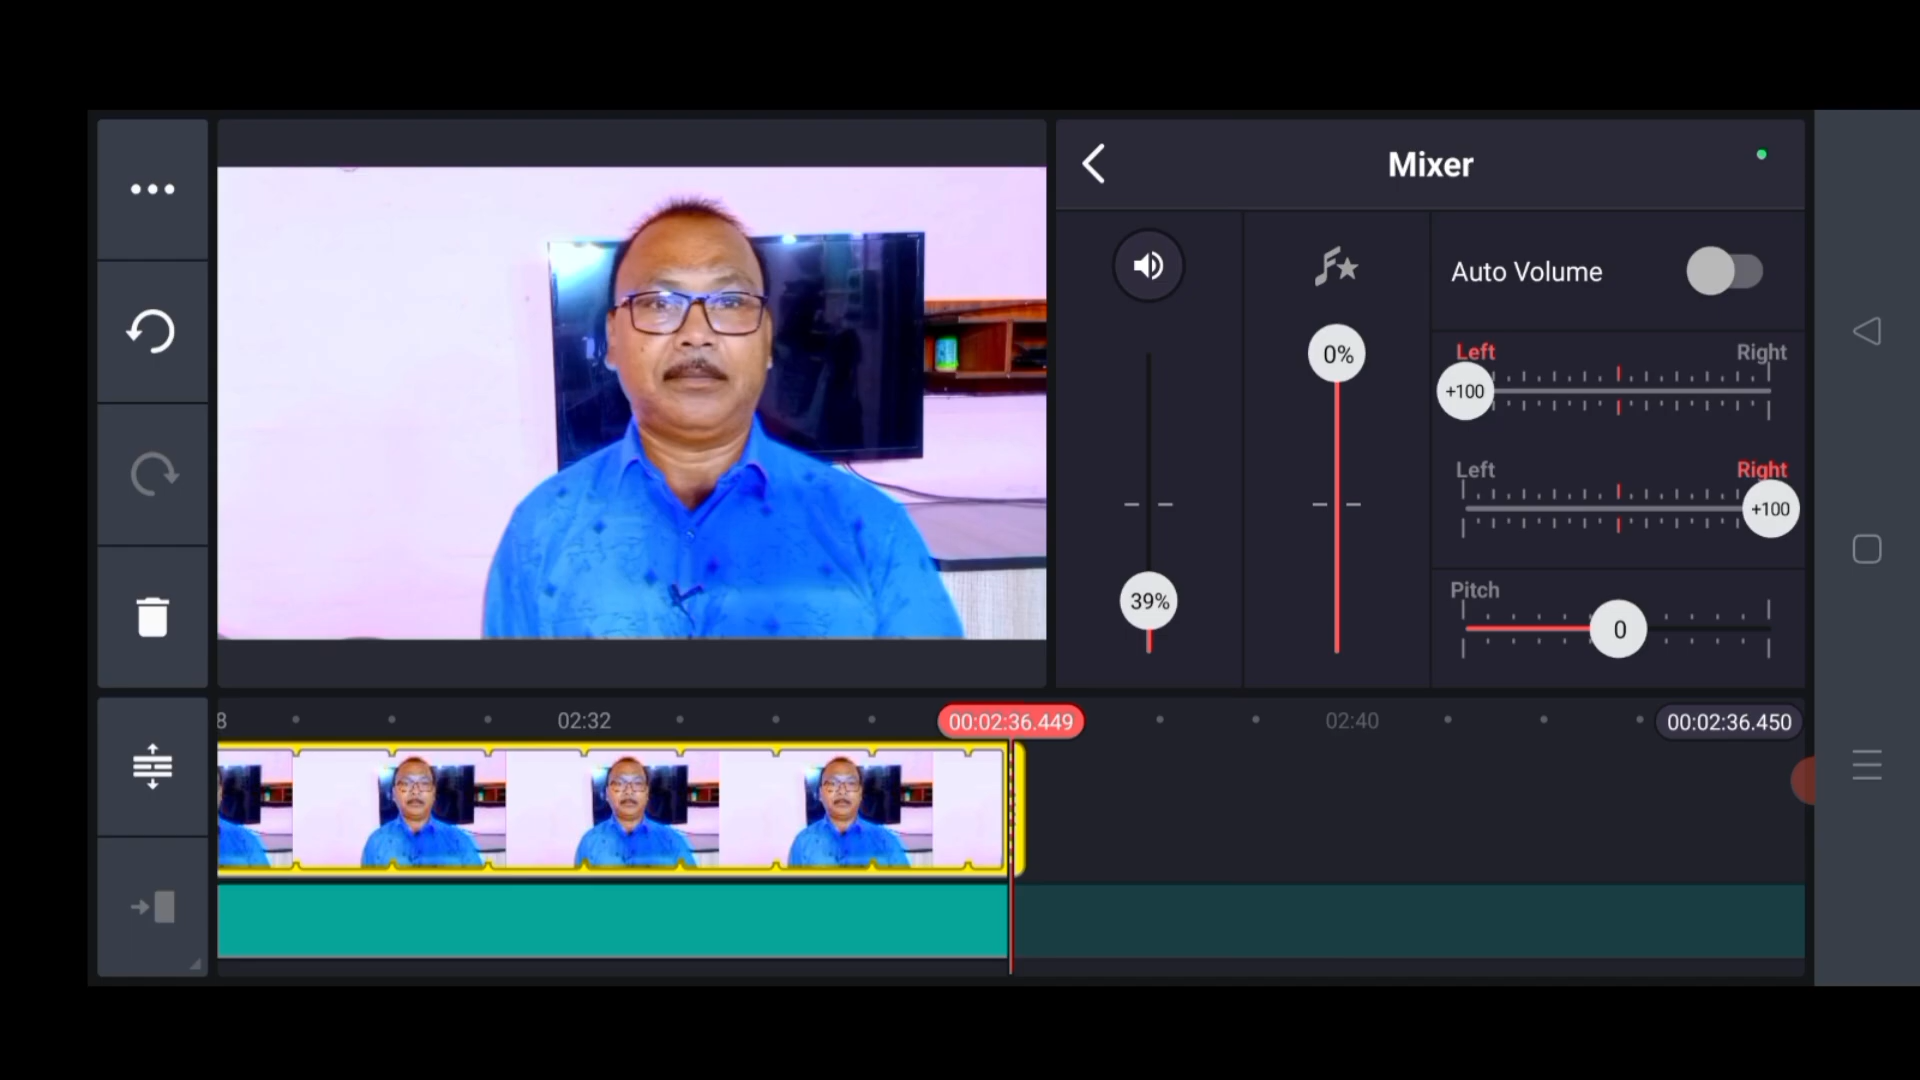 Mixer
Auto Volume
0%
Left
Right
+100
Left
Right
+100
Pitch
39%
0
8
02:32
00:02:36.449
02:40
00:02:36.450